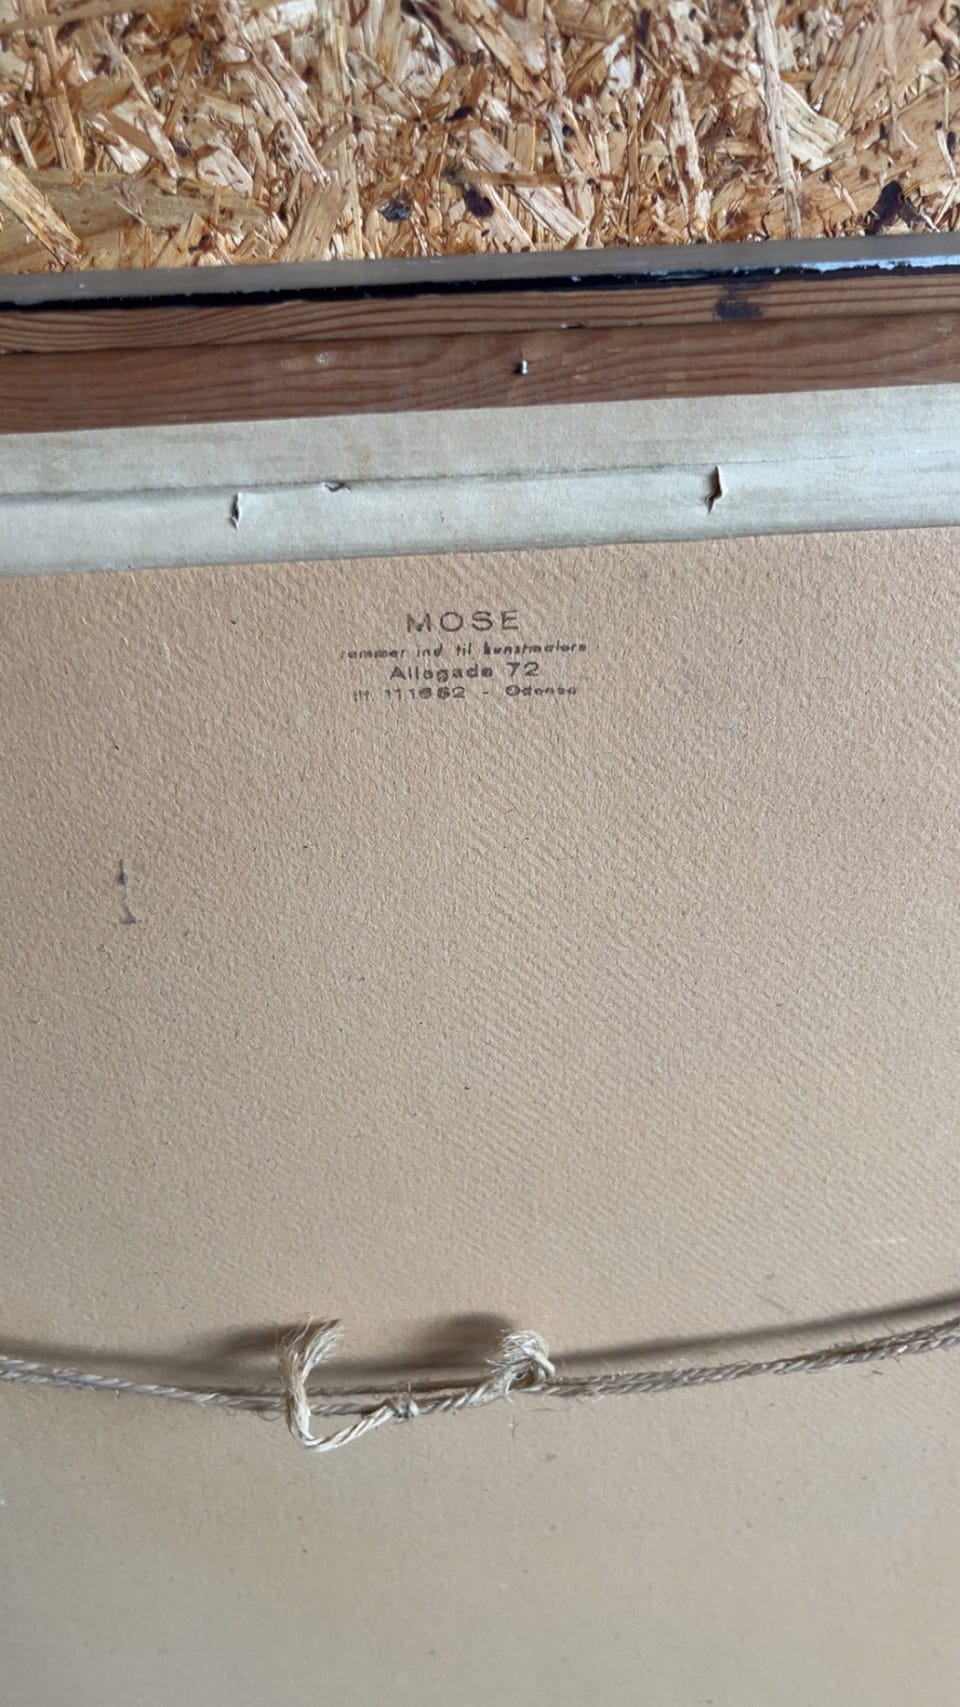 MOSE
rammer ind til kunstmalere
Allegade 72
tlf. 111662 - Odense